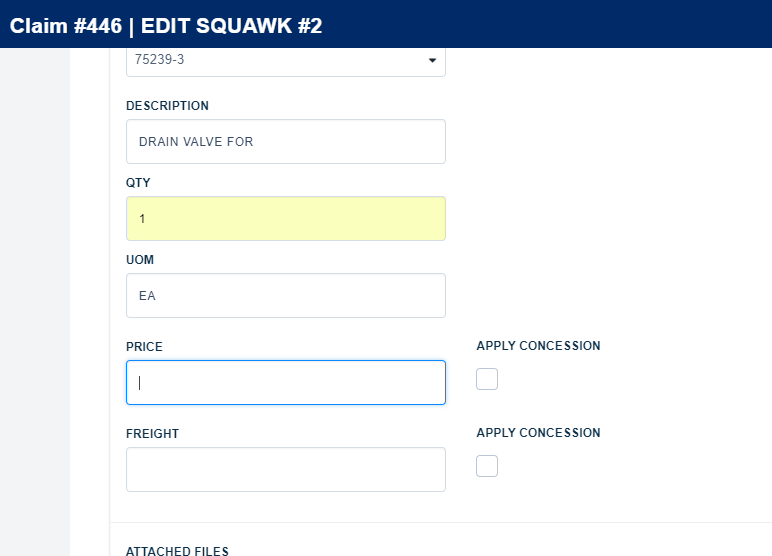 Claim #446 | EDIT SQUAWK #2
75239-3
DESCRIPTION
DRAIN VALVE FOR
QTY
1
UOM
EA
PRICE
APPLY CONCESSION
FREIGHT
APPLY CONCESSION
ATTACHED FILES